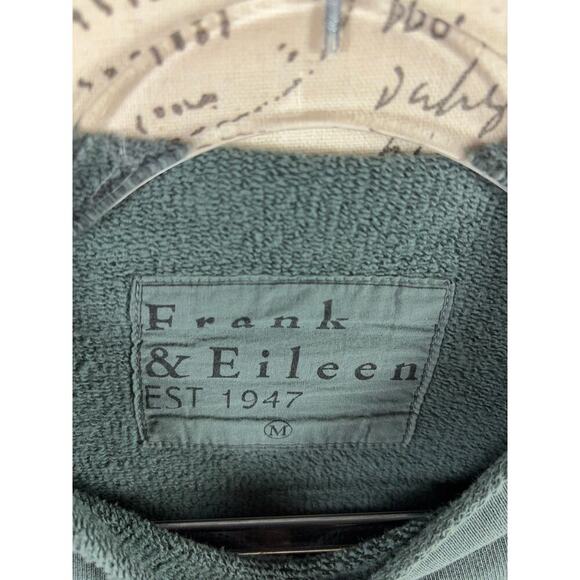 Frank
& Eileen
EST 1947
M